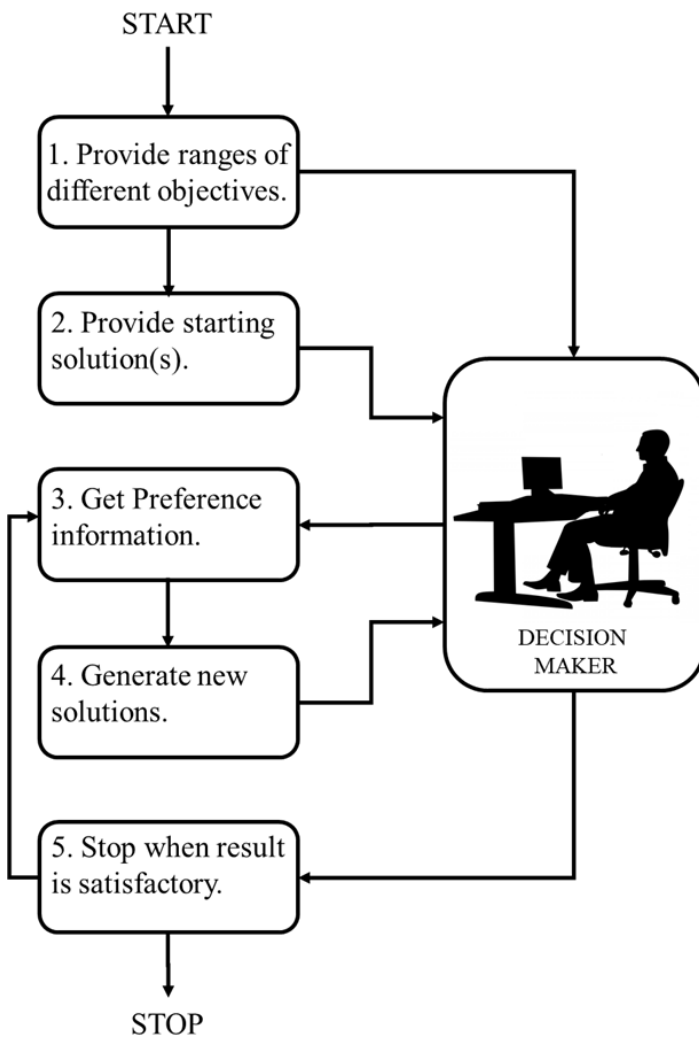 START
1. Provide ranges of
different objectives.
2. Provide starting
solution(s).
3. Get Preference
information.
DECISION
MAKER
4. Generate new
solutions.
5. Stop when result
is satisfactory.
STOP